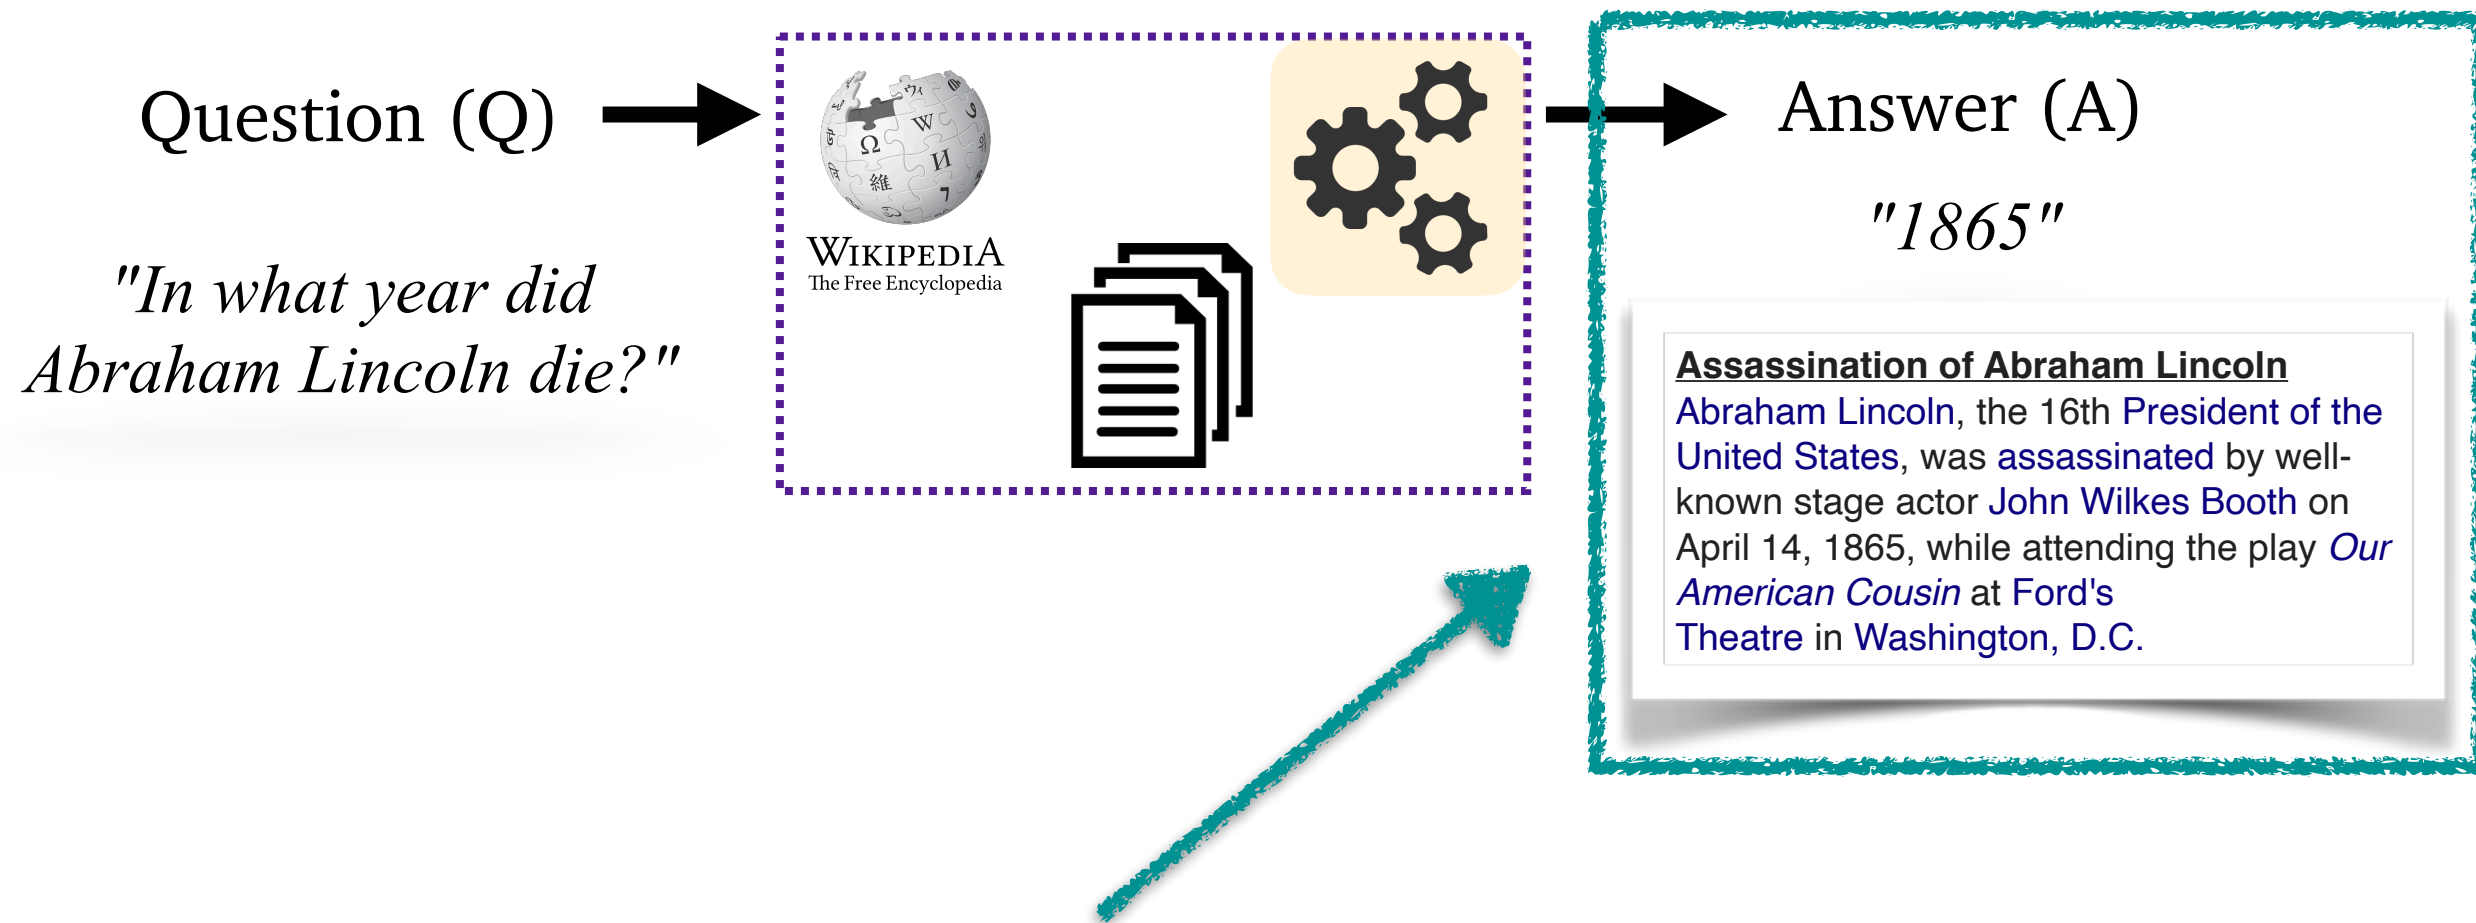 Question (Q)
"In what year did
Abraham Lincoln die?"
Ω
W
И
維
WIKIPEDIA
The Free Encyclopedia
Answer (A)
"1865"
Assassination of Abraham Lincoln
Abraham Lincoln, the 16th President of the
United States, was assassinated by well-
known stage actor John Wilkes Booth on
April 14, 1865, while attending the play Our
American Cousin at Ford's
Theatre in Washington, D.C.